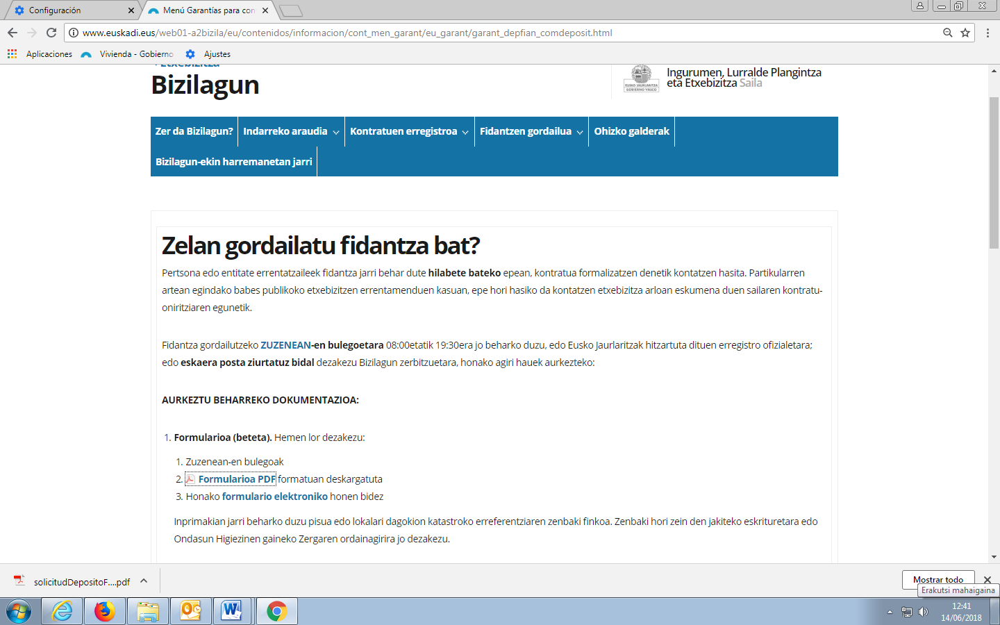 Configuración
Menú Garantías para con
www.euskadi.eus/web01-a2bizila/eu/contenidos/informacion/cont_men_garant/eu_garant/garant_depfian_comdeposit.html
Aplicaciones
Vivienda - Gobierno
Ajustes
Etxebizitza
Bizilagun
EUSKO JAURLARITZA
GOBIERNO VASCO
Ingurumen, Lurralde Plangintza
eta Etxebizitza Saila
Zer da Bizilagun?
Indarreko araudia
Kontratuen erregistroa
Fidantzen gordailua
Ohizko galderak
Bizilagun-ekin harremanetan jarri
Zelan gordailatu fidantza bat?
Pertsona edo entitate errentatzaileek fidantza jarri behar dute hilabete bateko epean, kontratua formalizatzen denetik kontatzen hasita. Partikularren
artean egindako babes publikoko etxebizitzen errentamenduen kasuan, epe hori hasiko da kontatzen etxebizitza arloan eskumena duen sailaren kontratu-
oniritziaren egunetik.
Fidantza gordailutzeko ZUZENEAN-en bulegoetara 08:00etatik 19:30era jo beharko duzu, edo Eusko Jaurlaritzak hitzartuta dituen erregistro ofizialetara;
edo eskaera posta ziurtatuz bidal dezakezu Bizilagun zerbitzuetara, honako agiri hauek aurkezteko:
AURKEZTU BEHARREKO DOKUMENTAZIOA:
1. Formularioa (beteta). Hemen lor dezakezu:
1. Zuzenean-en bulegoak
2. Formularioa PDF formatuan deskargatuta
3. Honako formulario elektroniko honen bidez
Inprimakian jarri beharko duzu pisua edo lokalari dagokion katastroko erreferentziaren zenbaki finkoa. Zenbaki hori zein den jakiteko eskrituretara edo
Ondasun Higiezinen gaineko Zergaren ordainagirira jo dezakezu.
solicitudDepositoF....pdf
Mostrar todo
Erakutsi mahaigaina
12:41
14/06/2018